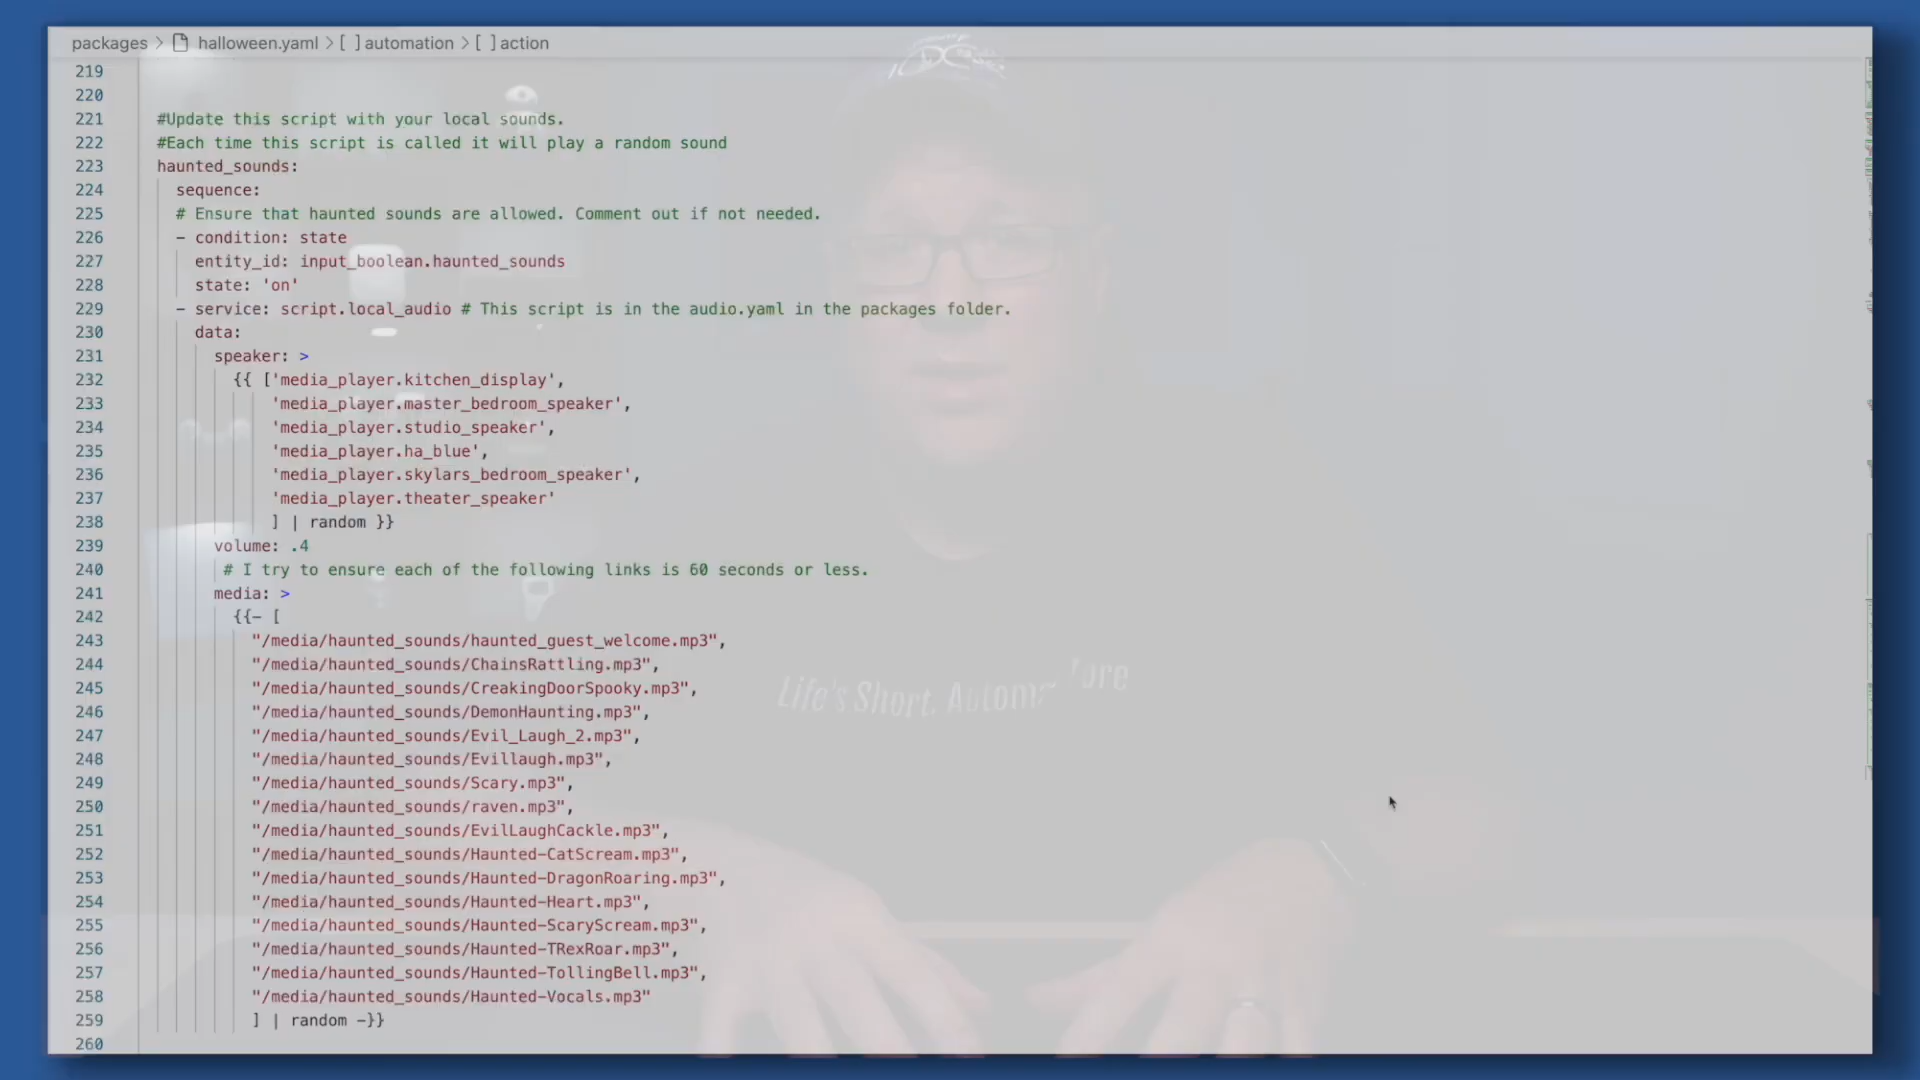 packages > halloween.yaml > [ ] automation > [ ] action
219
220
221 #Update this script with your local sounds.
222 #Each time this script is called it will play a random sound
223 haunted_sounds:
224 sequence:
225 # Ensure that haunted sounds are allowed. Comment out if not needed.
226 - condition: state
227 entity_id: input_boolean.haunted_sounds
228 state: 'on'
229 - service: script.local_audio # This script is in the audio.yaml in the packages folder.
230 data:
231 speaker: >
232 {{ ['media_player.kitchen_display',
233 'media_player.master_bedroom_speaker',
234 'media_player.studio_speaker',
235 'media_player.ha_blue',
236 'media_player.skylars_bedroom_speaker',
237 'media_player.theater_speaker'
238 ] | random }}
239 volume: .4
240 # I try to ensure each of the following links is 60 seconds or less.
241 media: >
242 {{- [
243 "/media/haunted_sounds/haunted_guest_welcome.mp3",
244 "/media/haunted_sounds/ChainsRattling.mp3",
245 "/media/haunted_sounds/CreakingDoorSpooky.mp3",
246 "/media/haunted_sounds/DemonHaunting.mp3",
247 "/media/haunted_sounds/Evil_Laugh_2.mp3",
248 "/media/haunted_sounds/Evillaugh.mp3",
249 "/media/haunted_sounds/Scary.mp3",
250 "/media/haunted_sounds/raven.mp3",
251 "/media/haunted_sounds/EvilLaughCackle.mp3",
252 "/media/haunted_sounds/Haunted-CatScream.mp3",
253 "/media/haunted_sounds/Haunted-DragonRoaring.mp3",
254 "/media/haunted_sounds/Haunted-Heart.mp3",
255 "/media/haunted_sounds/Haunted-ScaryScream.mp3",
256 "/media/haunted_sounds/Haunted-TRexRoar.mp3",
257 "/media/haunted_sounds/Haunted-TollingBell.mp3",
258 "/media/haunted_sounds/Haunted-Vocals.mp3"
259 ] | random -}}
260
Life's Short.